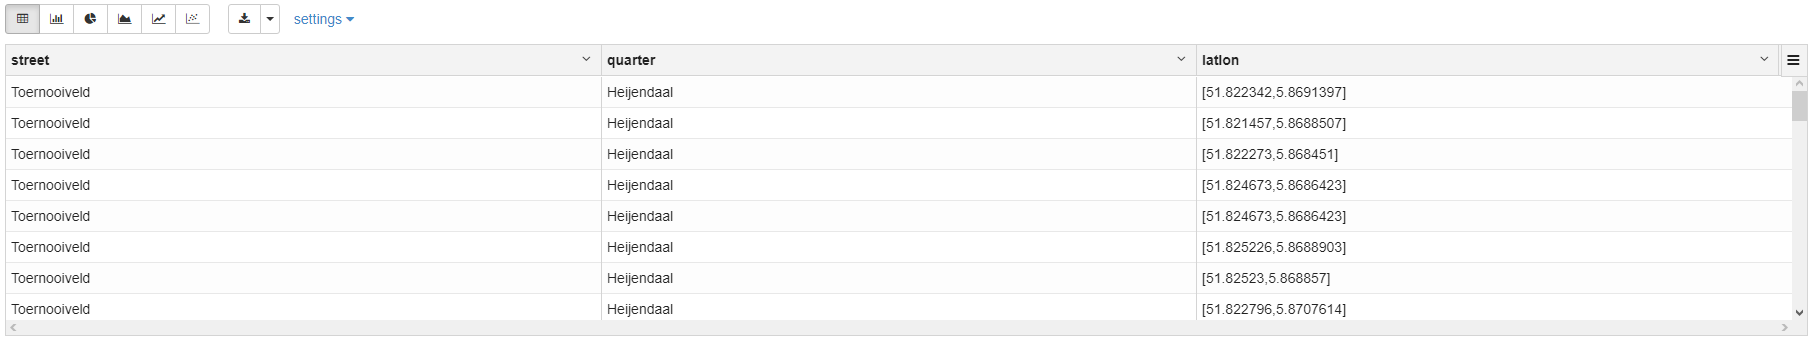 settings
street quarter latlon
Toernooiveld Heijendaal [51.822342,5.8691397]
Toernooiveld Heijendaal [51.821457,5.8688507]
Toernooiveld Heijendaal [51.822273,5.868451]
Toernooiveld Heijendaal [51.824673,5.8686423]
Toernooiveld Heijendaal [51.824673,5.8686423]
Toernooiveld Heijendaal [51.825226,5.8688903]
Toernooiveld Heijendaal [51.82523,5.868857]
Toernooiveld Heijendaal [51.822796,5.8707614]